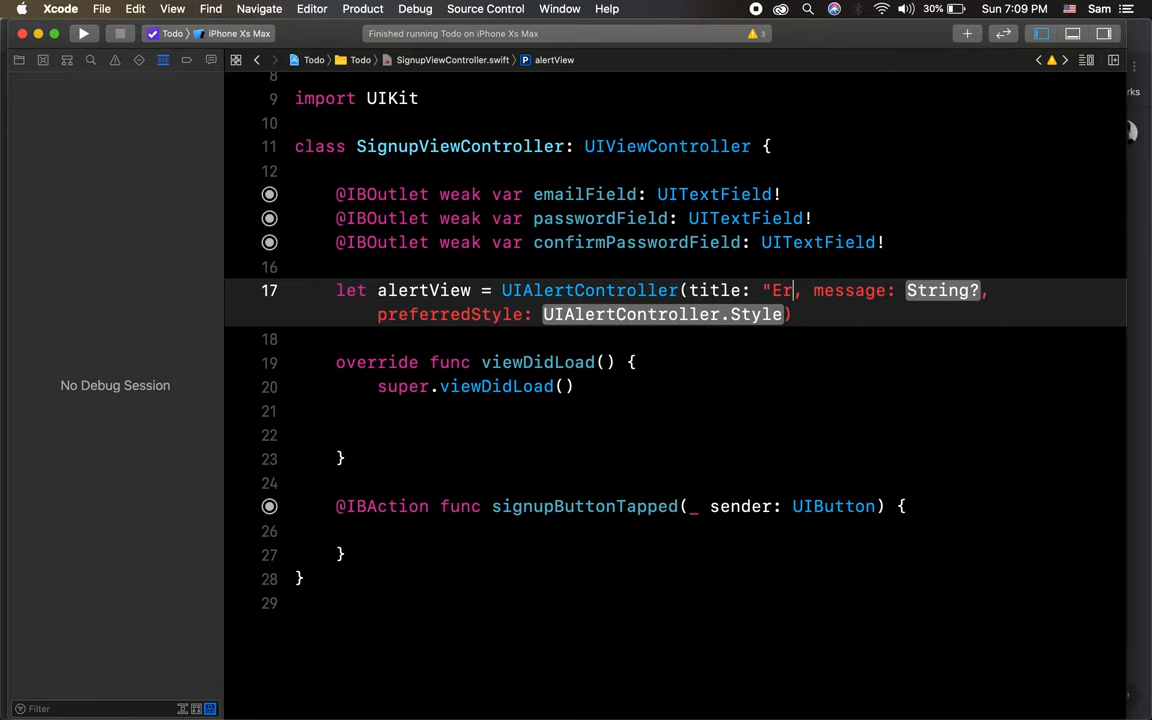 Xcode File Edit View Find Navigate Editor Product Debug Source Control Window Help 30% Sun 7:09 PM Sam
Todo iPhone Xs Max Finished running Todo on iPhone Xs Max 3
Todo Todo SignupViewController.swift P alertView
rks
8
9 import UIKit
10
11 class SignupViewController: UIViewController {
12
@IBOutlet weak var emailField: UITextField!
@IBOutlet weak var passwordField: UITextField!
@IBOutlet weak var confirmPasswordField: UITextField!
16
17 let alertView = UIAlertController(title: "Er, message: String?,
preferredStyle: UIAlertController.Style)
18
19 override func viewDidLoad() {
20 super.viewDidLoad()
21
22
No Debug Session
23 }
24
@IBAction func signupButtonTapped(_ sender: UIButton) {
26
27 }
28 }
29
Filter